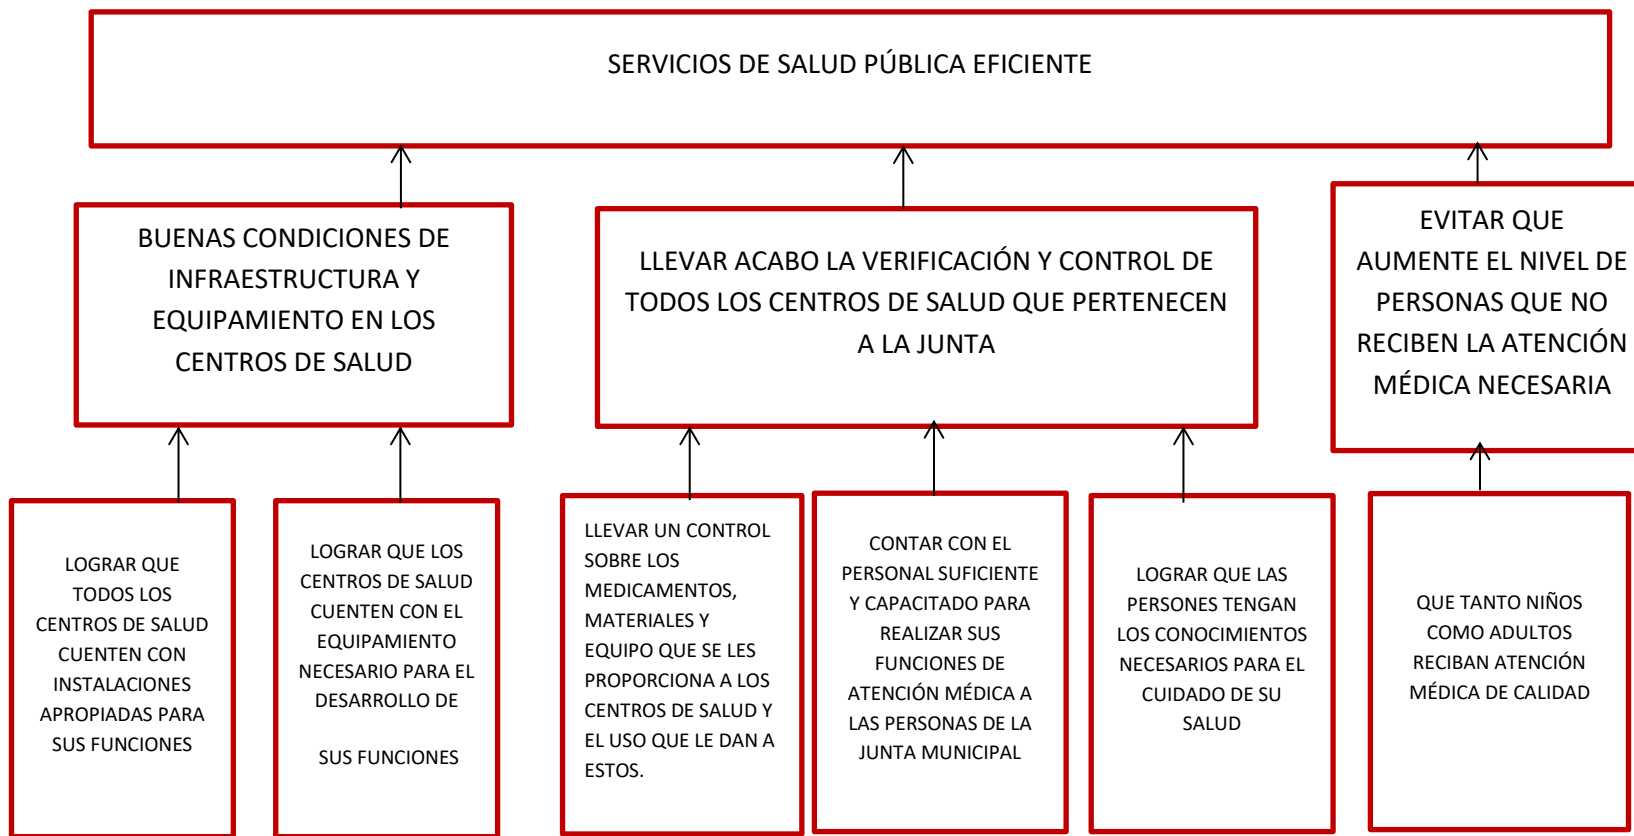 SERVICIOS DE SALUD PÚBLICA EFICIENTE
BUENAS CONDICIONES DE
INFRAESTRUCTURA Y
EQUIPAMIENTO EN LOS
CENTROS DE SALUD
LLEVAR ACABO LA VERIFICACIÓN Y CONTROL DE
TODOS LOS CENTROS DE SALUD QUE PERTENECEN
A LA JUNTA
EVITAR QUE
AUMENTE EL NIVEL DE
PERSONAS QUE NO
RECIBEN LA ATENCIÓN
MÉDICA NECESARIA
LOGRAR QUE
TODOS LOS
CENTROS DE SALUD
CUENTEN CON
INSTALACIONES
APROPIADAS PARA
SUS FUNCIONES
LOGRAR QUE LOS
CENTROS DE SALUD
CUENTEN CON EL
EQUIPAMIENTO
NECESARIO PARA EL
DESARROLLO DE
SUS FUNCIONES
LLEVAR UN CONTROL
SOBRE LOS
MEDICAMENTOS,
MATERIALES Y
EQUIPO QUE SE LES
PROPORCIONA A LOS
CENTROS DE SALUD Y
EL USO QUE LE DAN A
ESTOS.
CONTAR CON EL
PERSONAL SUFICIENTE
Y CAPACITADO PARA
REALIZAR SUS
FUNCIONES DE
ATENCIÓN MÉDICA A
LAS PERSONAS DE LA
JUNTA MUNICIPAL
LOGRAR QUE LAS
PERSONES TENGAN
LOS CONOCIMIENTOS
NECESARIOS PARA EL
CUIDADO DE SU
SALUD
QUE TANTO NIÑOS
COMO ADULTOS
RECIBAN ATENCIÓN
MÉDICA DE CALIDAD